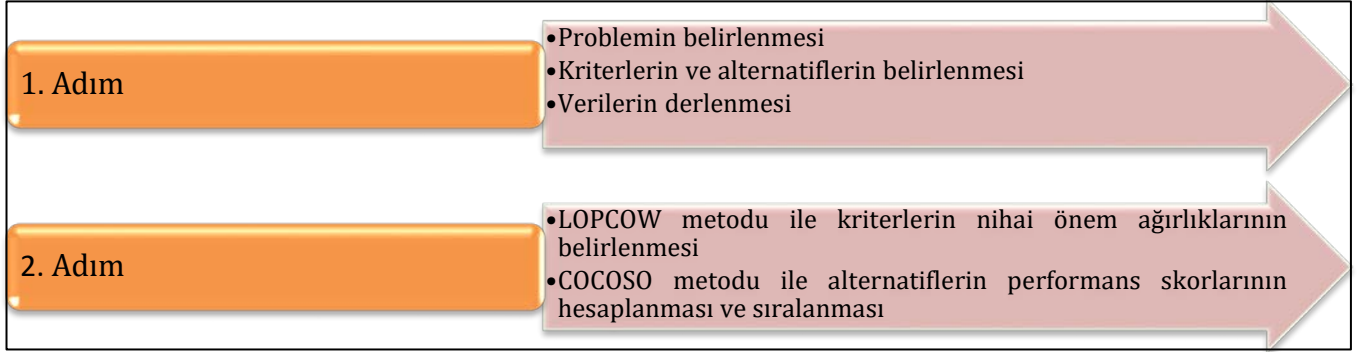 1. Adım
•Problemin belirlenmesi
•Kriterlerin ve alternatiflerin belirlenmesi
•Verilerin derlenmesi
2. Adım
•LOPCOW metodu ile kriterlerin nihai önem ağırlıklarının
belirlenmesi
•COCOSO metodu ile alternatiflerin performans skorlarının
hesaplanması ve sıralanması